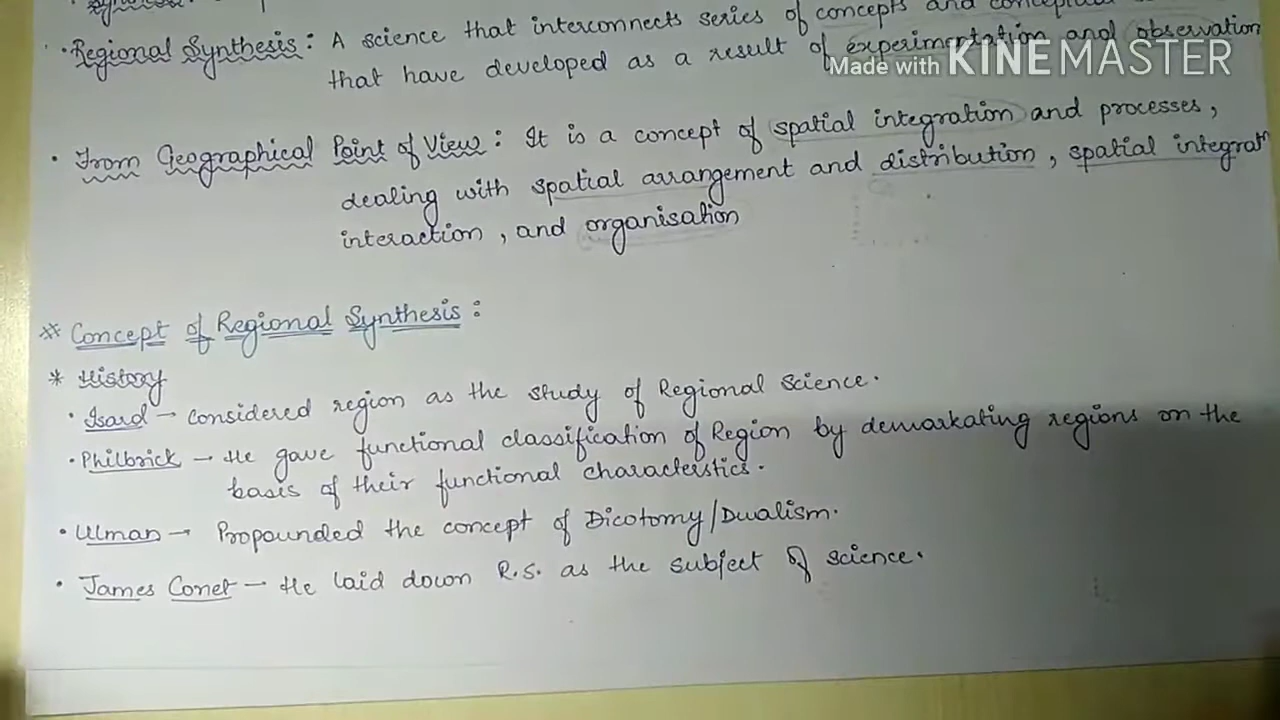 • Regional Synthesis: A science that interconnects series of concepts and
that have developed as a result of experimentation and observation
Made with KINEMASTER
• From Geographical Point of View: It is a concept of spatial integration and processes,
dealing with spatial arrangement and distribution, spatial integratn
interaction, and organisation
** Concept of Regional Synthesis:
* History
• Isard – considered region as the study of Regional Science.
• Philbrick – He gave functional classification of Region by demarkating regions on the
basis of their functional characteristics.
• Ulman – Propounded the concept of Dicotomy/Dualism.
• James Conet – He laid down R.S. as the subject of science.